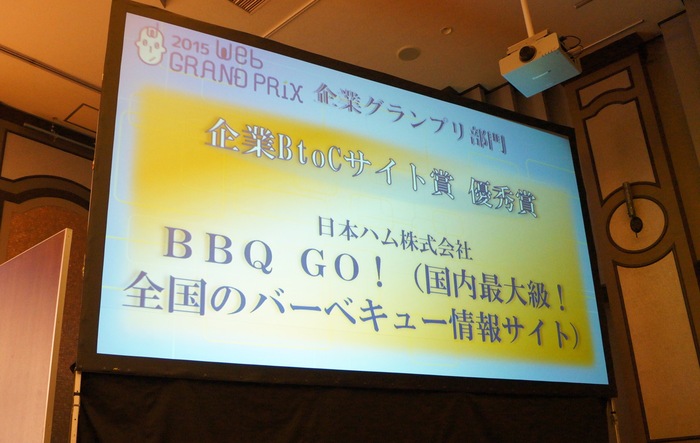 2015 Web
GRAND PRIX 企業グランプリ部門
企業BtoCサイト賞 優秀賞
日本ハム株式会社
BBQ GO！（国内最大級！
全国のバーベキュー情報サイト）